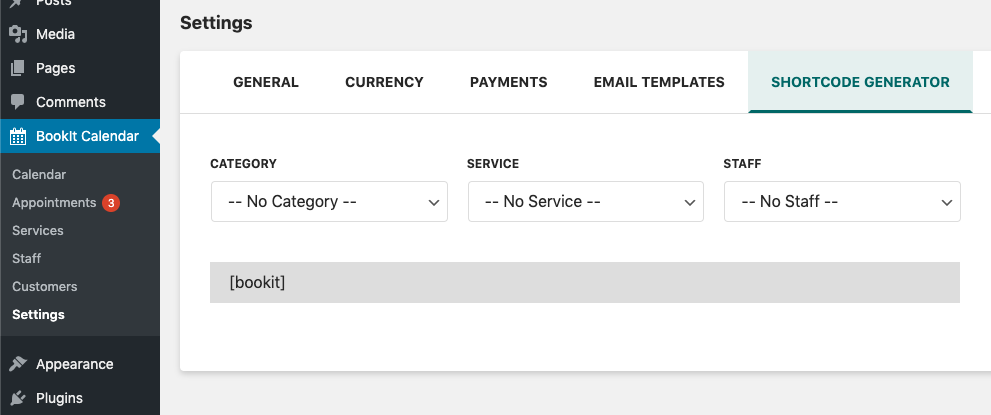 Posts
Media
Pages
Comments
BookIt Calendar
Calendar
Appointments 3
Services
Staff
Customers
Settings
Appearance
Plugins
Settings
GENERAL CURRENCY PAYMENTS EMAIL TEMPLATES SHORTCODE GENERATOR
CATEGORY SERVICE STAFF
-- No Category -- -- No Service -- -- No Staff --
[bookit]